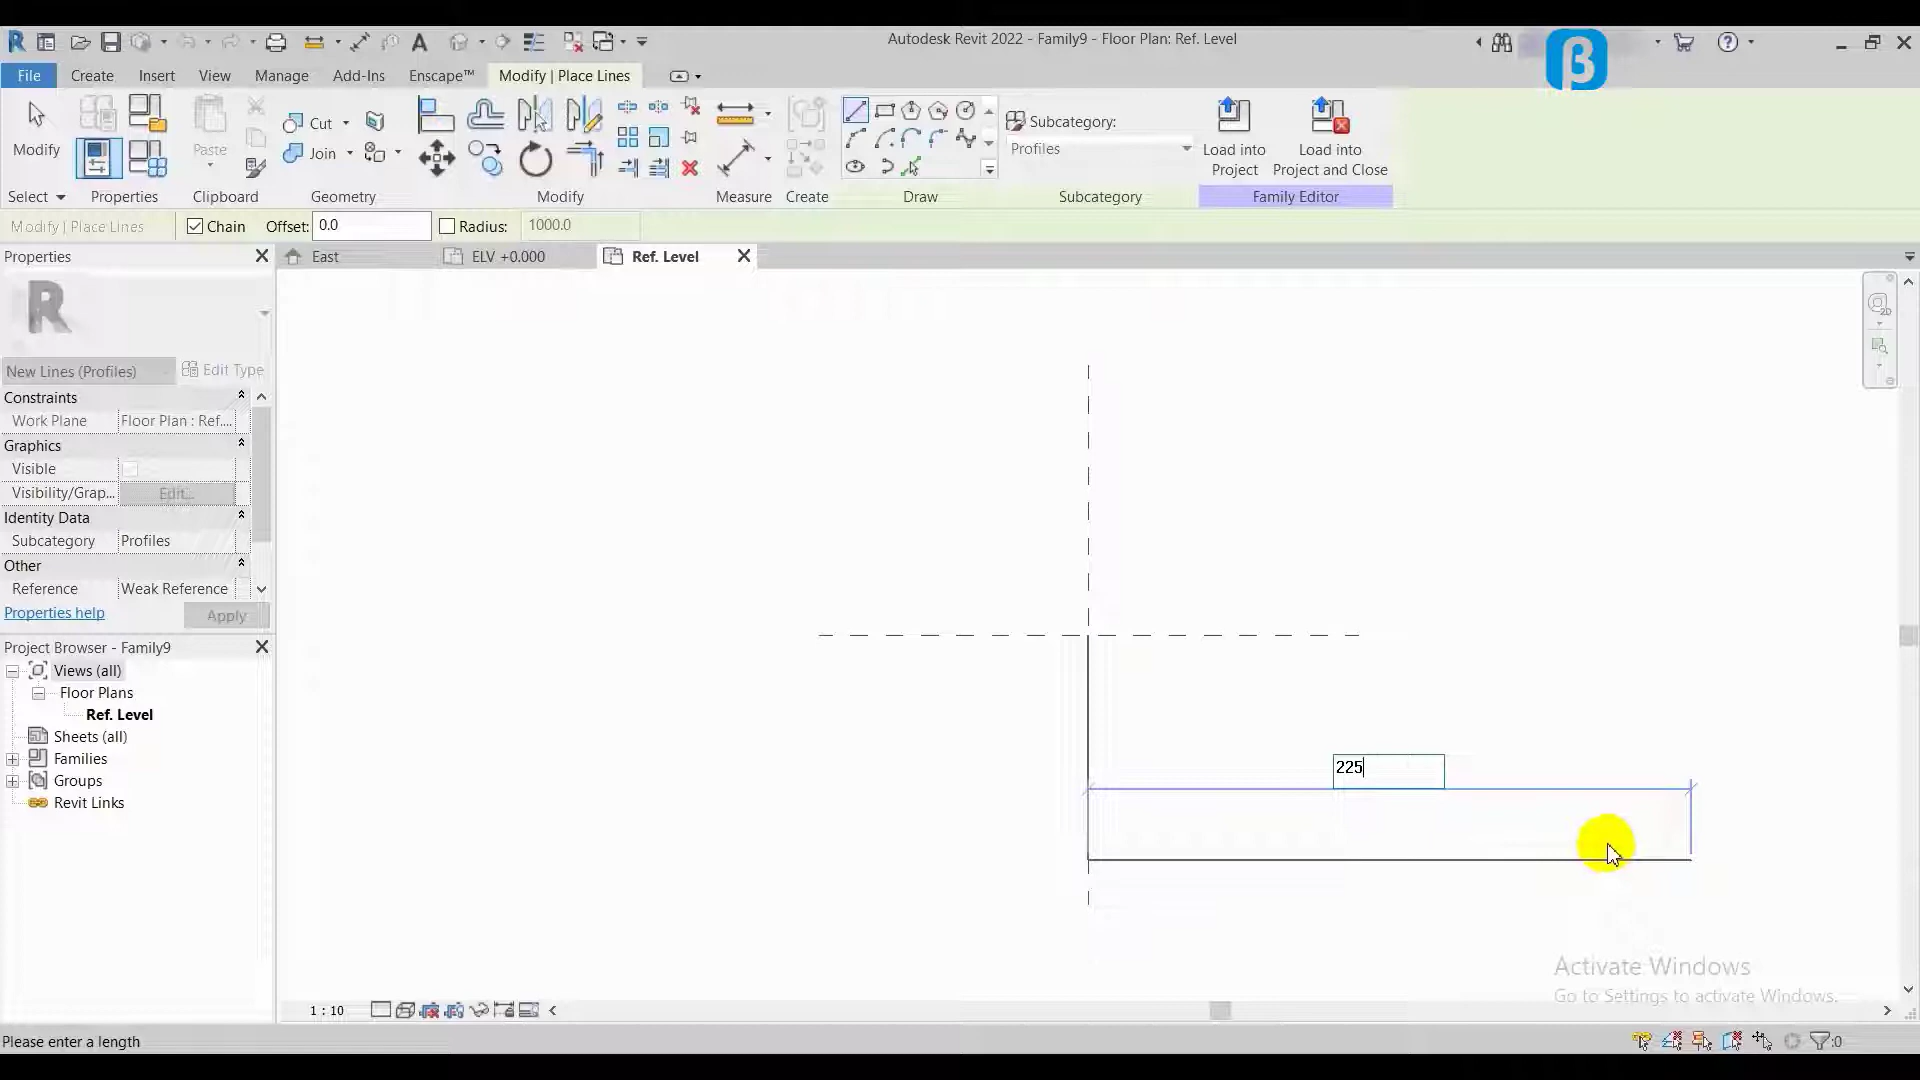 Autodesk Revit 2022 - Family9 - Floor Plan: Ref. Level
β
File Create Insert View Manage Add-Ins Enscape™ Modify | Place Lines
Modify
Paste
Cut
Join
Subcategory:
Profiles
Load into
Project
Load into
Project and Close
Select Properties Clipboard Geometry Modify Measure Create Draw Subcategory Family Editor
Modify | Place Lines Chain Offset: 0.0 Radius: 1000.0
Properties
East ELV +0.000 Ref. Level
R
New Lines (Profiles) Edit Type
Constraints
Work Plane Floor Plan : Ref....
Graphics
Visible
Visibility/Grap... Edit...
Identity Data
Subcategory Profiles
Other
Reference Weak Reference
Properties help Apply
Project Browser - Family9
Views (all)
Floor Plans
Ref. Level
Sheets (all)
Families
Groups
Revit Links
225
Activate Windows
Go to Settings to activate Windows.
1 : 10
Please enter a length
:0
2D